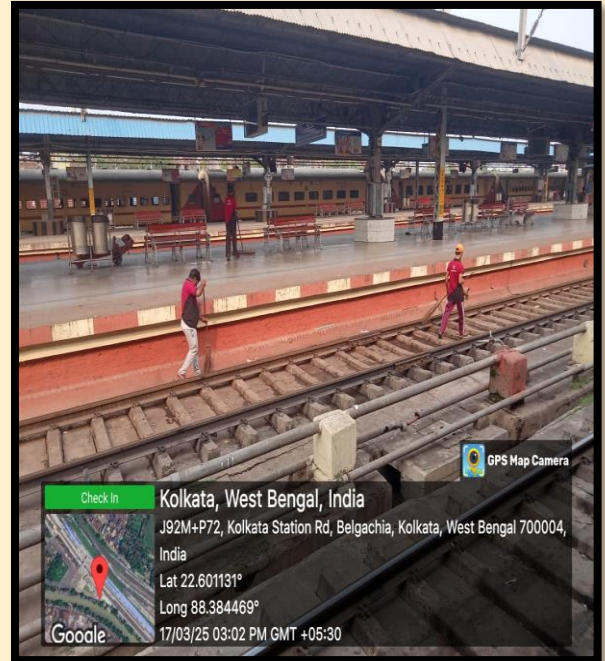 GPS Map Camera
Check In
Kolkata, West Bengal, India
J92M+P72, Kolkata Station Rd, Belgachia, Kolkata, West Bengal 700004,
India
Lat 22.601131°
Long 88.384469°
17/03/25 03:02 PM GMT +05:30
Google